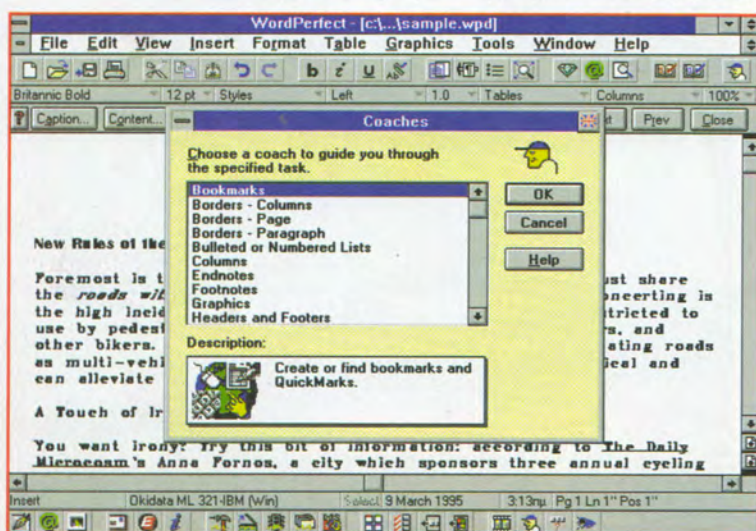 WordPerfect - [c:\...\sample.wpd]
File Edit View Insert Format Table Graphics Tools Window Help
b i u
Britannic Bold 12 pt Styles Left 1.0 Tables Columns 100%
? Caption... Content... Prev Close
Coaches
Choose a coach to guide you through
the specified task.
Bookmarks
Borders - Columns
Borders - Page
Borders - Paragraph
Bulleted or Numbered Lists
Columns
Endnotes
Footnotes
Graphics
Headers and Footers
OK
Cancel
Help
Description:
Create or find bookmarks and
QuickMarks.
New Rules of the
Foremost is t ust share
the roads wit oncerting is
the high incid tricted to
use by pedest rs, and
other bikers. ating roads
as multi-vehi ical and
can alleviate
A Touch of Ir
You want irony? Try this bit of information: according to The Daily
Microcosm's Anna Fornos, a city which sponsors three annual cycling
Insert Okidata ML 321-IBM (Win) Select 9 March 1995 3:13πμ Pg 1 Ln 1" Pos 1"